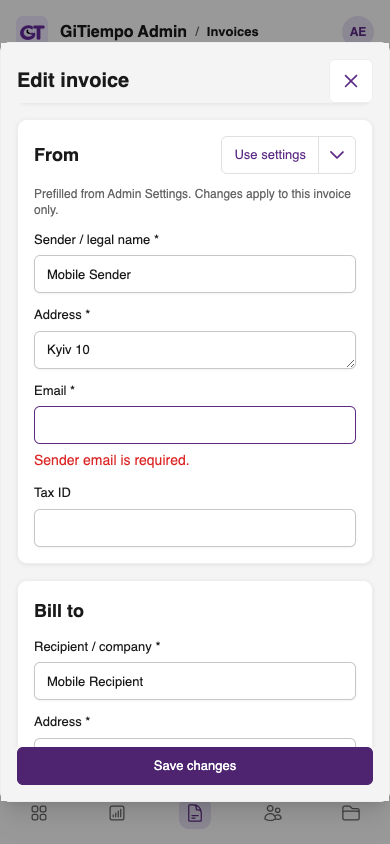 GT GiTiempo Admin / Invoices AE
Edit invoice
From
Use settings
Prefilled from Admin Settings. Changes apply to this invoice
only.
Sender / legal name *
Mobile Sender
Address *
Kyiv 10
Email *
Sender email is required.
Tax ID
Bill to
Recipient / company *
Mobile Recipient
Address *
Save changes